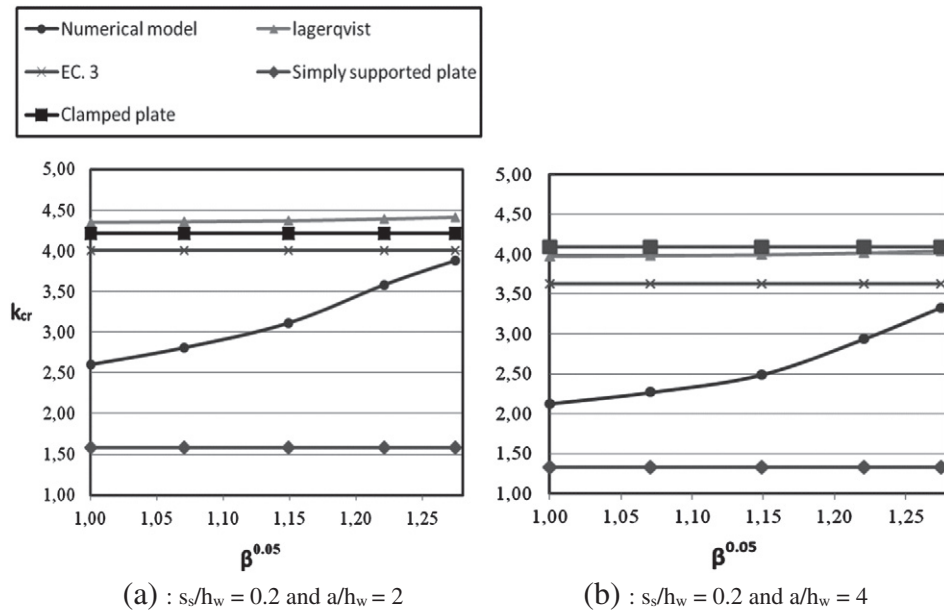 Numerical model
lagerqvist
EC. 3
Simply supported plate
Clamped plate
5,00
4,50
4,00
3,50
3,00
2,50
2,00
1,50
1,00
kcr
1,00 1,05 1,10 1,15 1,20 1,25
β^0.05
(a) : ss/hw = 0.2 and a/hw = 2
5,00
4,50
4,00
3,50
3,00
2,50
2,00
1,50
1,00
1,00 1,05 1,10 1,15 1,20 1,25
β^0.05
(b) : ss/hw = 0.2 and a/hw = 4